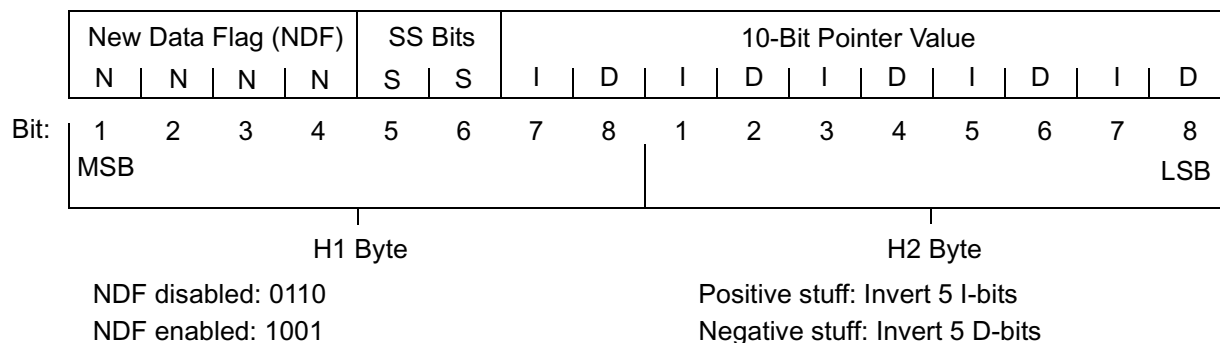 New Data Flag (NDF) SS Bits 10-Bit Pointer Value
N N N N S S I D I D I D I D I D
Bit: 1 2 3 4 5 6 7 8 1 2 3 4 5 6 7 8
MSB LSB
H1 Byte H2 Byte
NDF disabled: 0110 Positive stuff: Invert 5 I-bits
NDF enabled: 1001 Negative stuff: Invert 5 D-bits